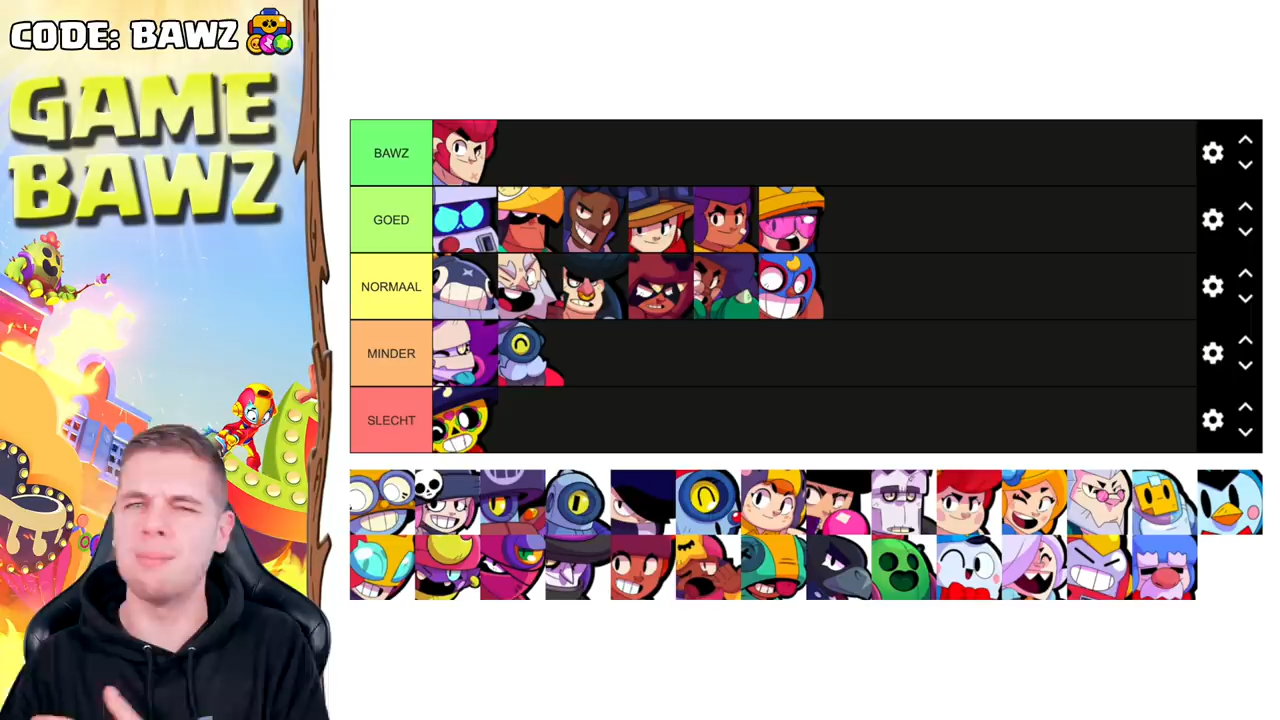 CODE: BAWZ
GAME
BAWZ
BAWZ
GOED
NORMAAL
MINDER
SLECHT